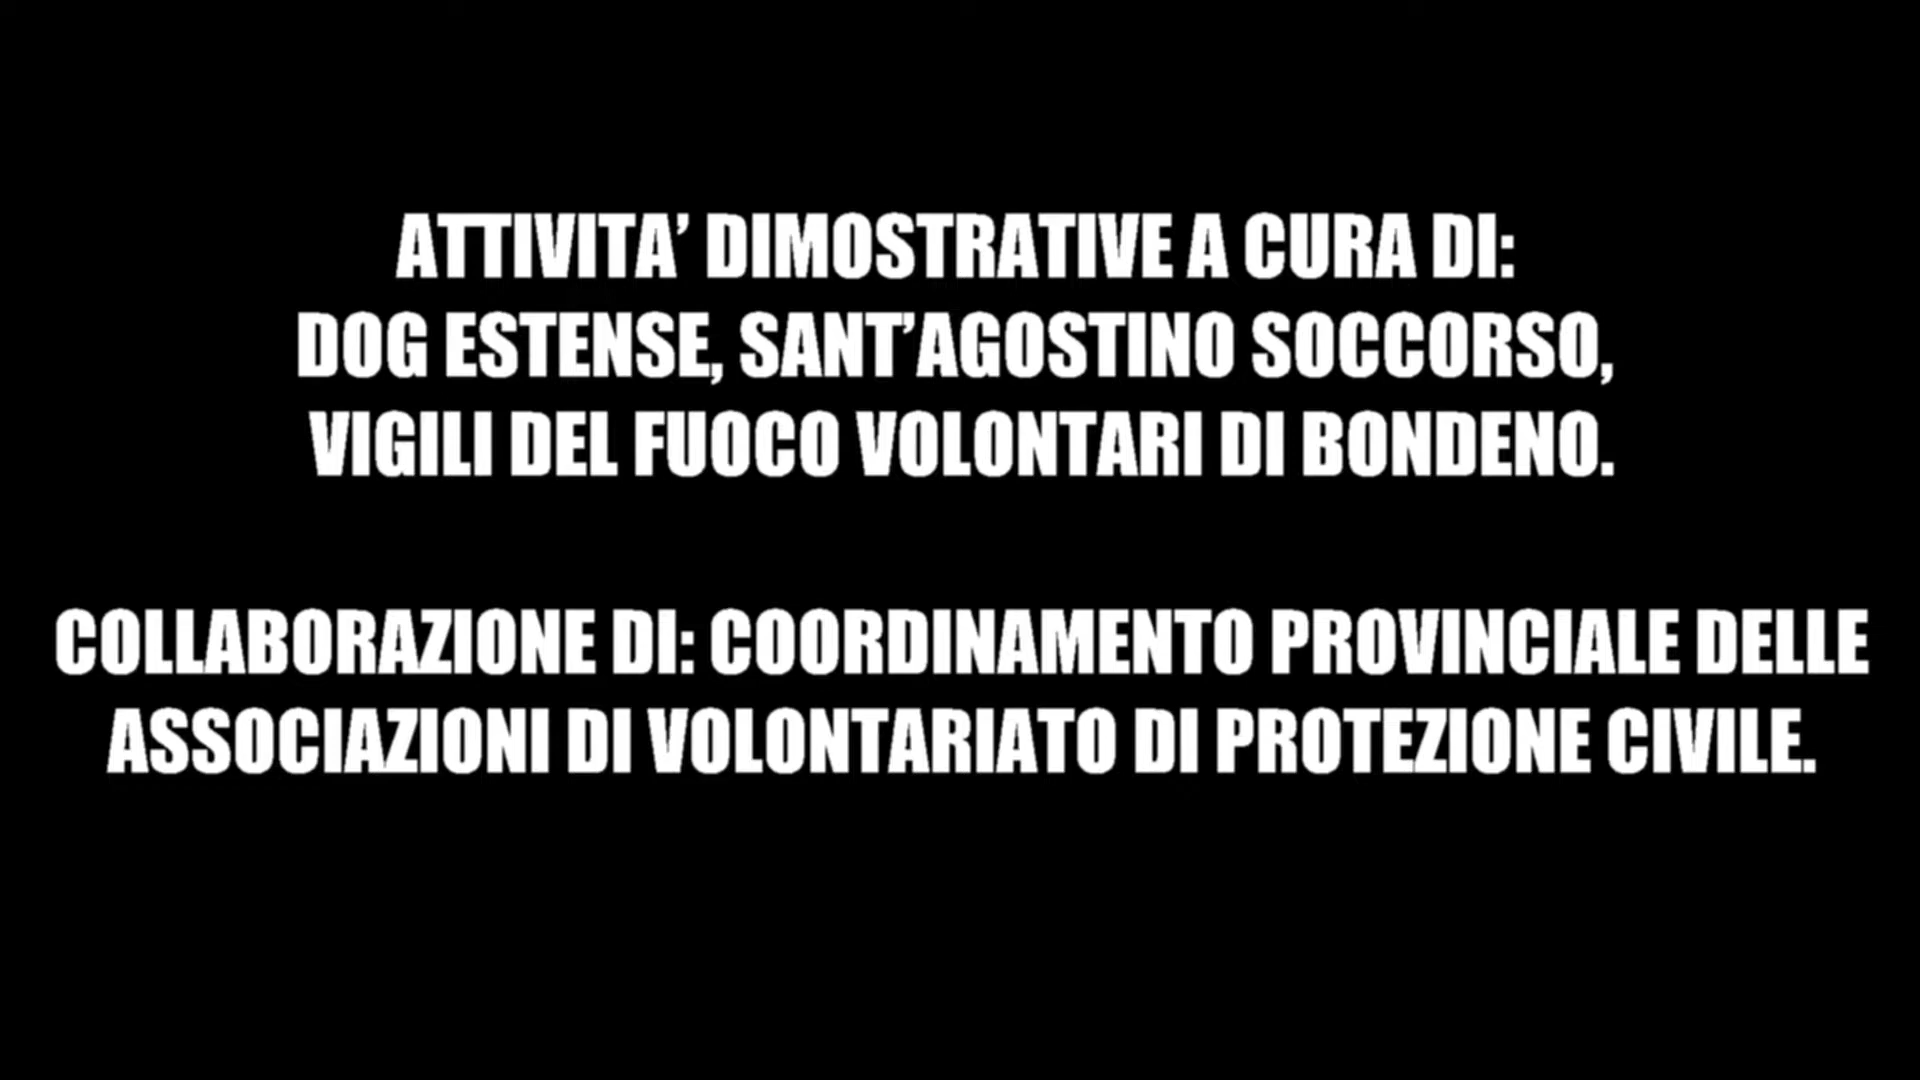 ATTIVITA’ DIMOSTRATIVE A CURA DI:
DOG ESTENSE, SANT’AGOSTINO SOCCORSO,
VIGILI DEL FUOCO VOLONTARI DI BONDENO.
COLLABORAZIONE DI: COORDINAMENTO PROVINCIALE DELLE
ASSOCIAZIONI DI VOLONTARIATO DI PROTEZIONE CIVILE.